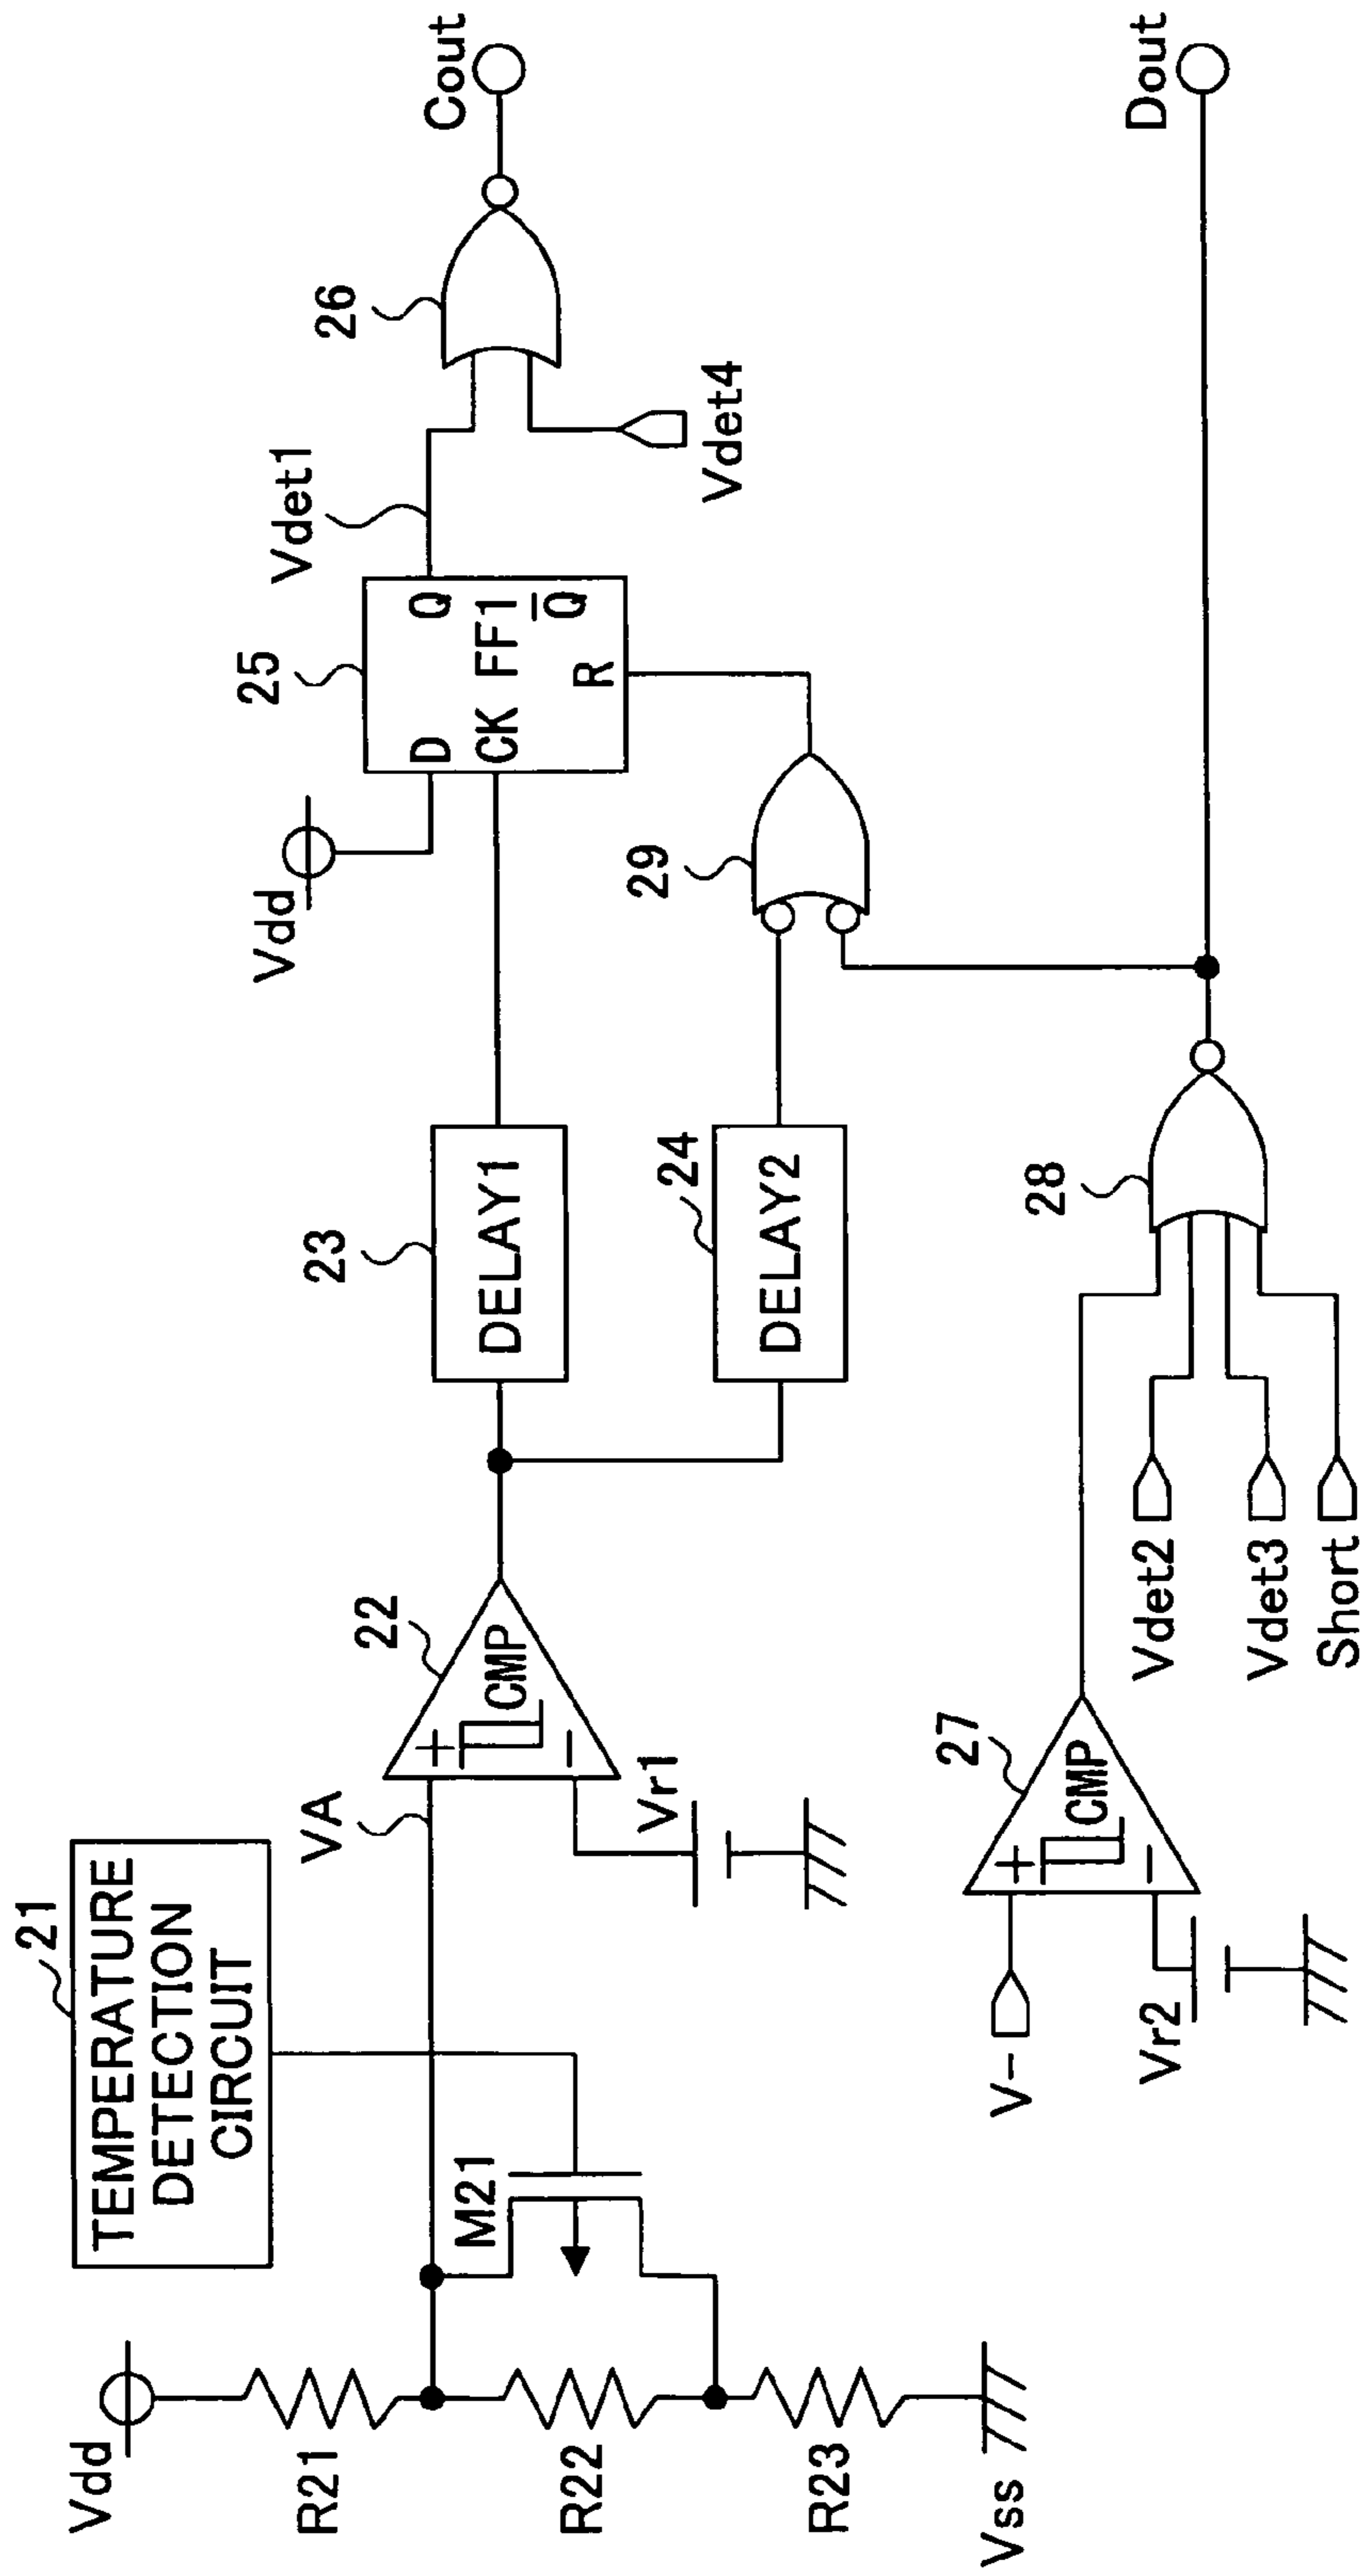 Vdd
R21
R22
R23
Vss
21
TEMPERATURE
DETECTION
CIRCUIT
M21
VA
22
+
CMP
−
Vr1
23
DELAY1
24
DELAY2
Vdd
25
D
Q
CK FF1
Q̅
R
Vdet1
26
Cout
Vdet4
29
V-
Vr2
27
+
CMP
−
Vdet2
Vdet3
Short
28
Dout